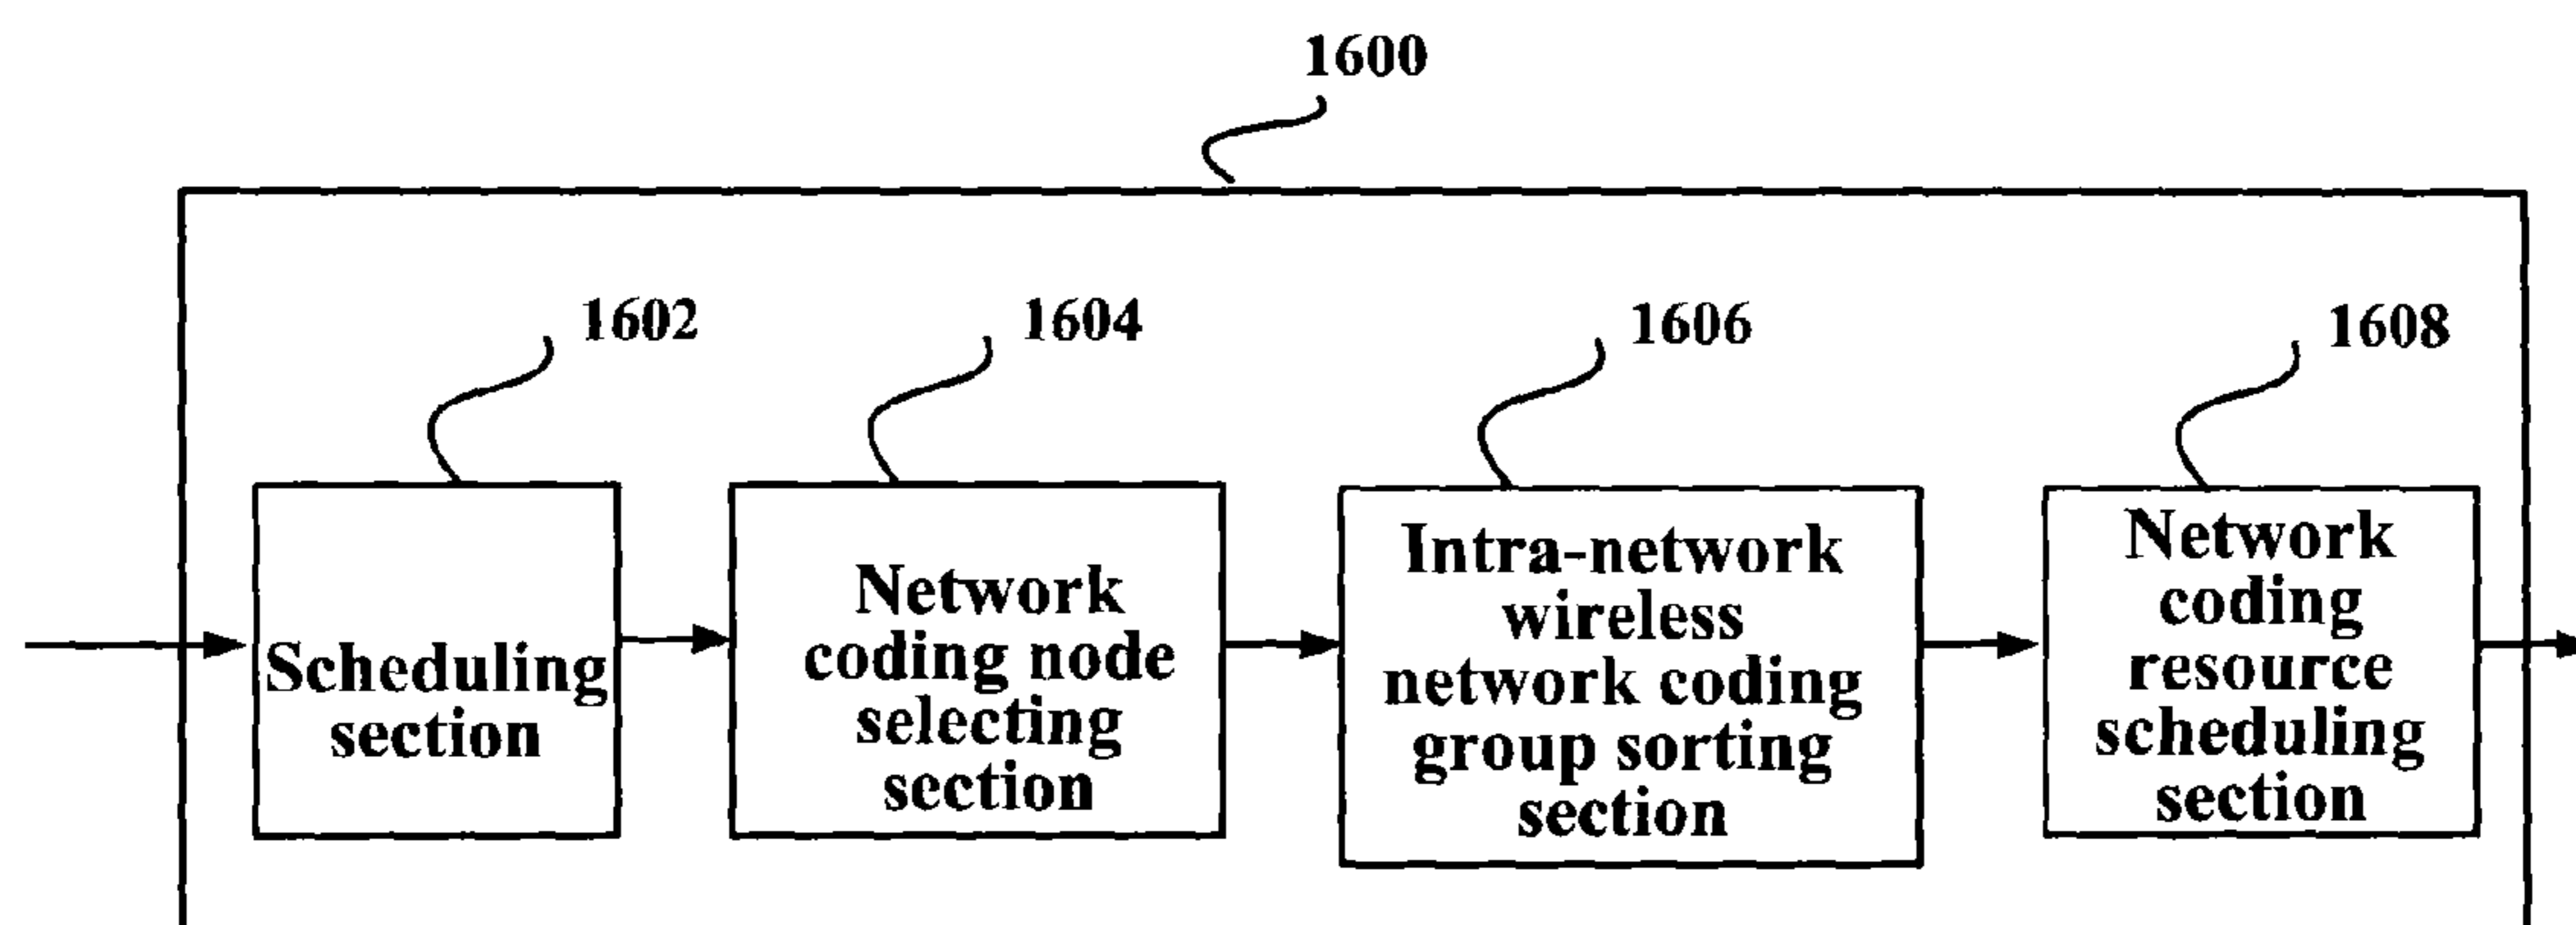 1600
1602
1604
1606
1608
Scheduling
section
Network
coding node
selecting
section
Intra-network
wireless
network coding
group sorting
section
Network
coding
resource
scheduling
section